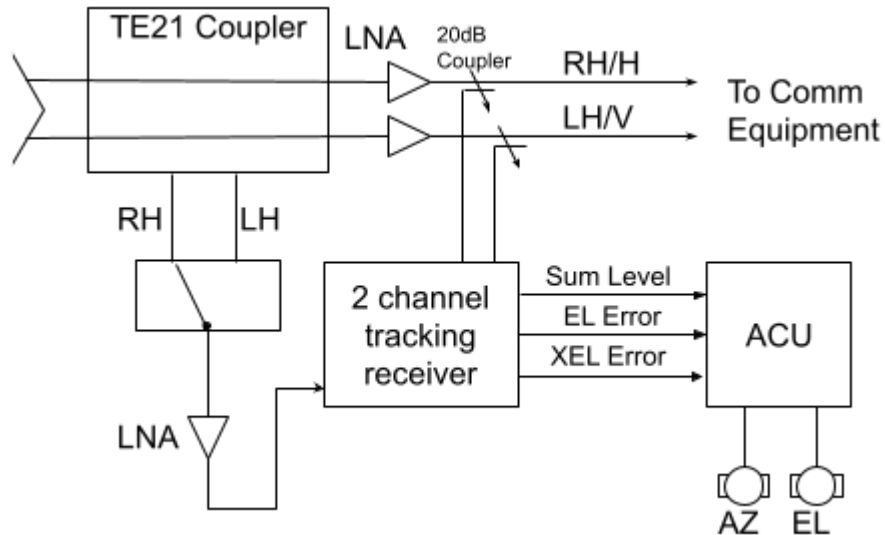 TE21 Coupler
LNA
20dB
Coupler
RH/H
LH/V
To Comm
Equipment
RH
LH
2 channel
tracking
receiver
Sum Level
EL Error
XEL Error
ACU
LNA
AZ
EL